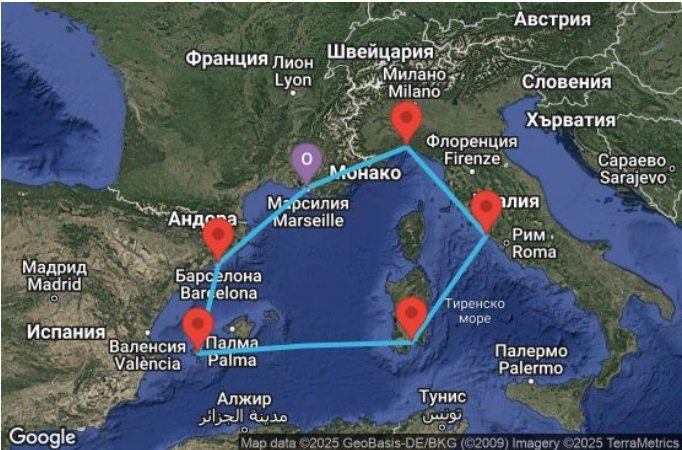 Австрия
Франция
Лион
Lyon
Швейцария
Милано
Milano
Словения
Хърватия
Флоренция
Firenze
О
Монако
Сараево
Sarajevo
Марсилия
Marseille
Андора
алия
Рим
Roma
Мадрид
Madrid
Барселона
Barcelona
Тиренско
море
Испания
Валенсия
València
Палма
Palma
Палермо
Palermo
Алжир
مدينة الجزائر
Тунис
تونس
Google
Map data ©2025 GeoBasis-DE/BKG (©2009) Imagery ©2025 TerraMetrics